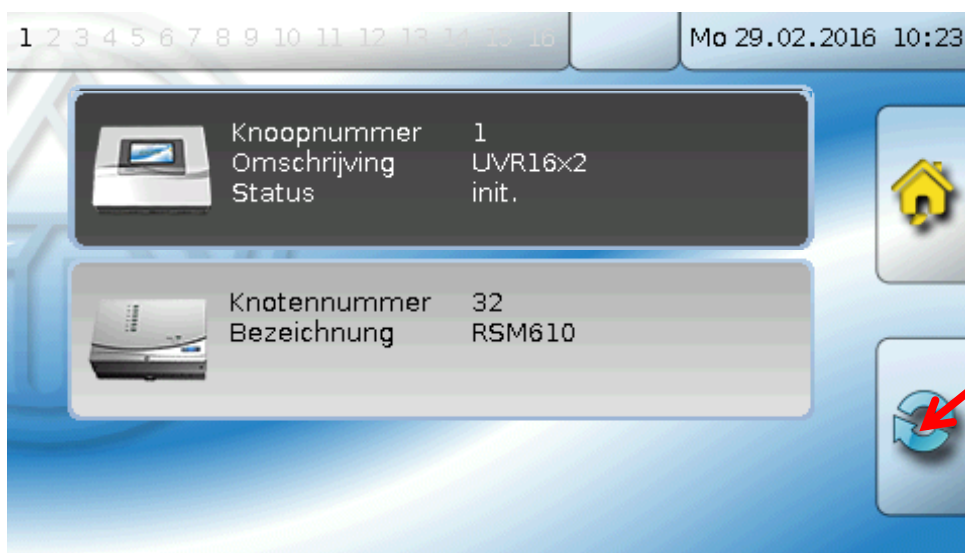 1 2 3 4 5 6 7 8 9 10 11 12 13 14 15 16 Mo 29.02.2016 10:23
Knoopnummer 1
Omschrijving UVR16x2
Status init.
Knotennummer 32
Bezeichnung RSM610